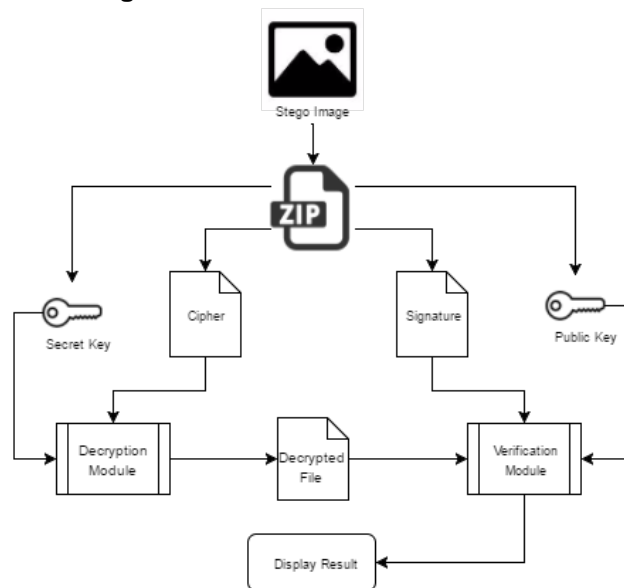 Stego Image
ZIP
Cipher
Signature
Secret Key
Public Key
Decryption
Module
Decrypted
File
Verification
Module
Display Result